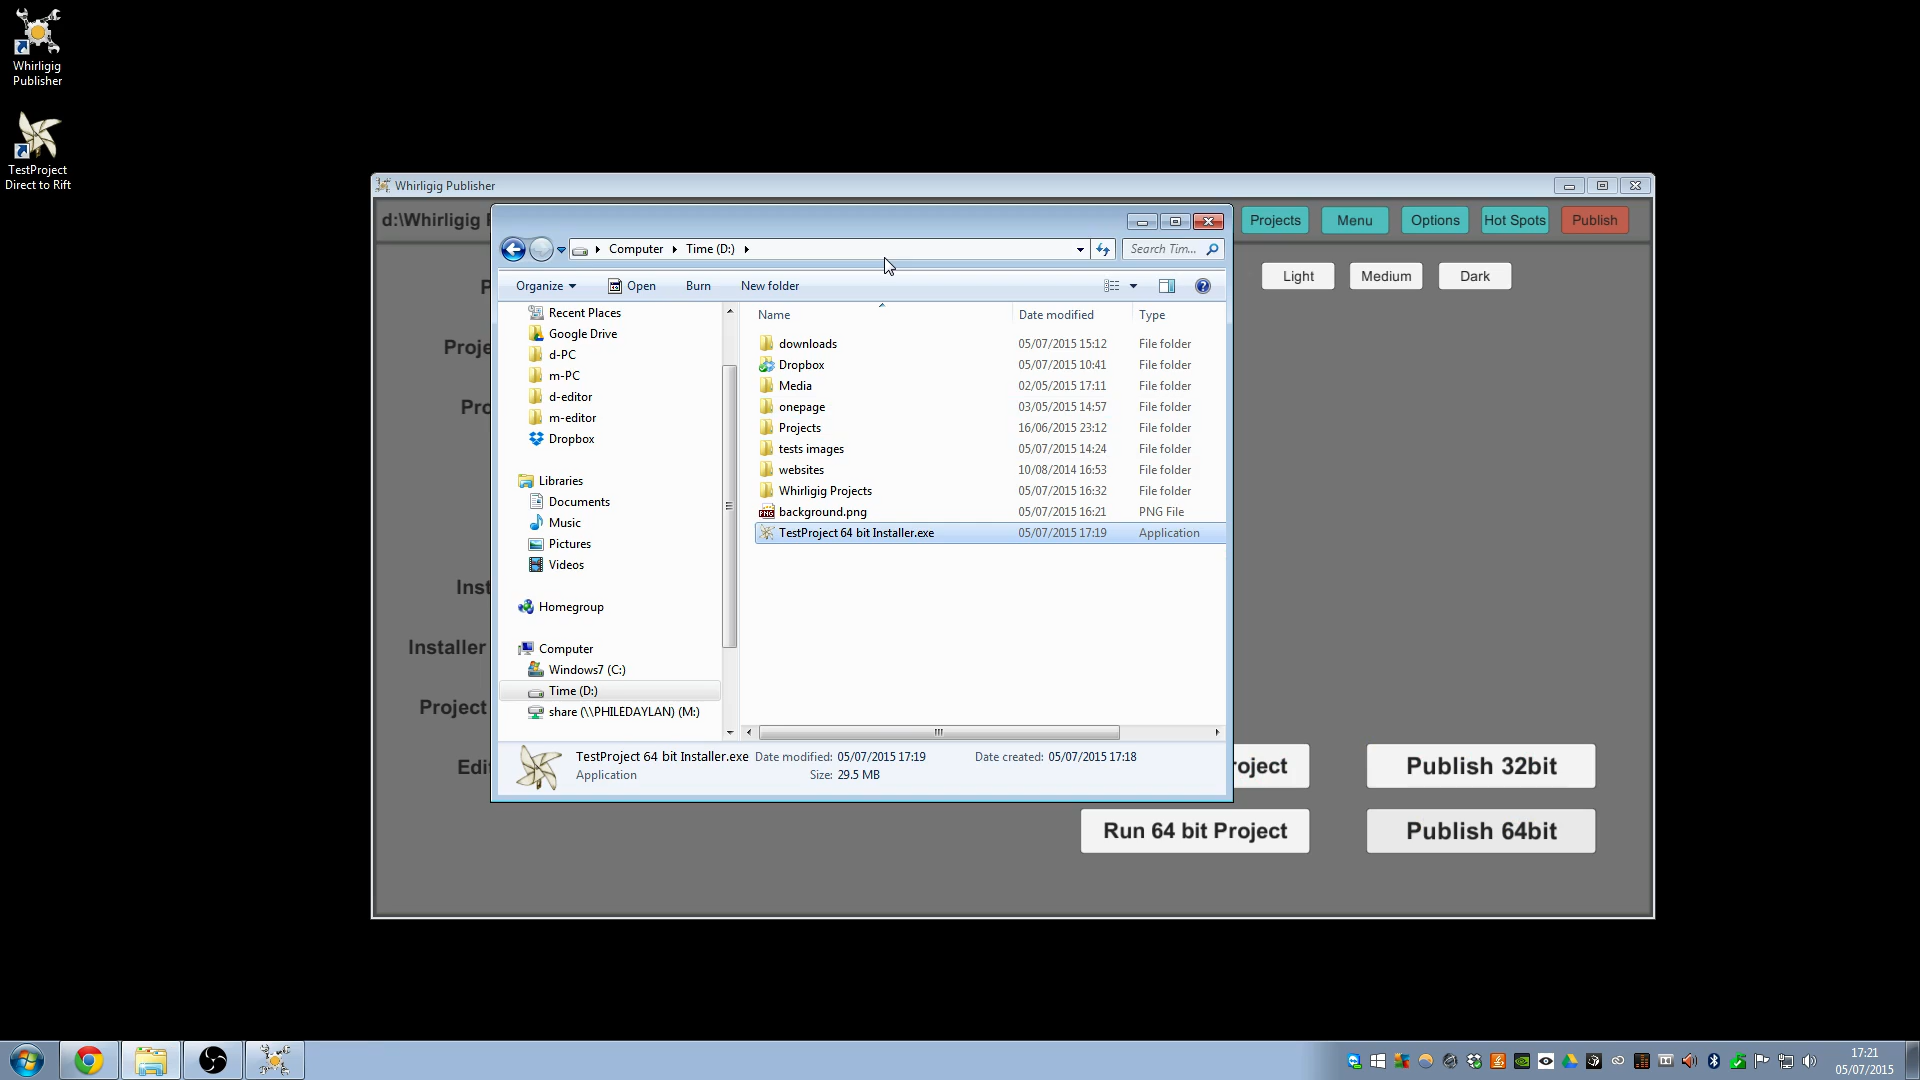 Whirligig
Publisher
TestProject
Direct to Rift
Whirligig Publisher
d:\Whirligig
Projects
Menu
Options
Hot Spots
Publish
Light
Medium
Dark
Computer
Time (D:)
Search Tim...
Organize
Open
Burn
New folder
Recent Places
Google Drive
d-PC
m-PC
d-editor
m-editor
Dropbox
Libraries
Documents
Music
Pictures
Videos
Homegroup
Computer
Windows7 (C:)
Time (D:)
share (\\PHILEDAYLAN) (M:)
Name Date modified Type
downloads 05/07/2015 15:12 File folder
Dropbox 05/07/2015 10:41 File folder
Media 02/05/2015 17:11 File folder
onepage 03/05/2015 14:57 File folder
Projects 16/06/2015 23:12 File folder
tests images 05/07/2015 14:24 File folder
websites 10/08/2014 16:53 File folder
Whirligig Projects 05/07/2015 16:32 File folder
background.png 05/07/2015 16:21 PNG File
TestProject 64 bit Installer.exe 05/07/2015 17:19 Application
TestProject 64 bit Installer.exe Date modified: 05/07/2015 17:19 Date created: 05/07/2015 17:18
Application Size: 29.5 MB
Proje
Pro
Inst
Installer
Project
Edit
oject
Publish 32bit
Run 64 bit Project
Publish 64bit
17:21
05/07/2015